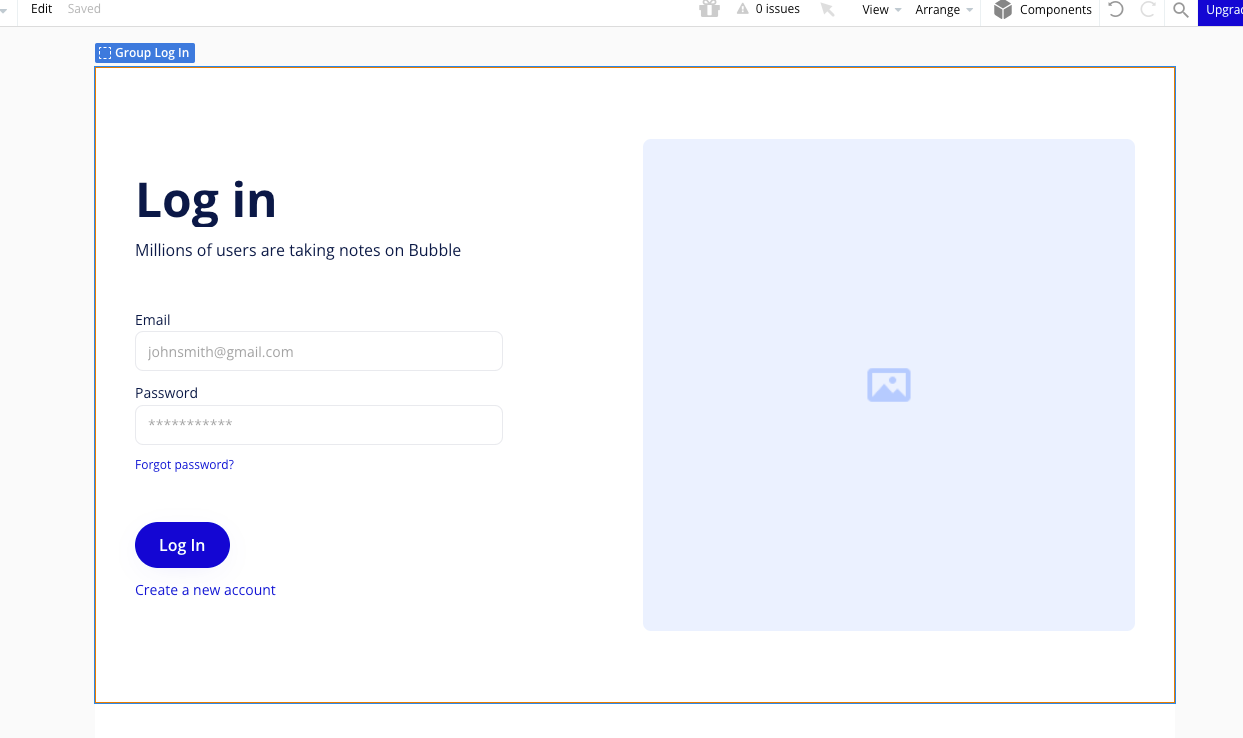 Edit Saved 0 issues View Arrange Components Upgrad
Group Log In
Log in
Millions of users are taking notes on Bubble
Email
johnsmith@gmail.com
Password
***********
Forgot password?
Log In
Create a new account